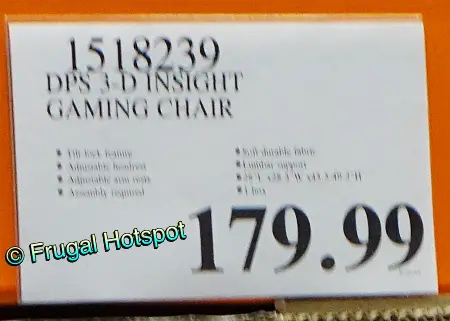 1518239
DPS 3-D INSIGHT
GAMING CHAIR
Tilt lock feature
Adjustable headrest
Adjustable arm rests
Assembly required
Soft durable fabric
Lumbar support
1 box
179.99
© Frugal Hotspot